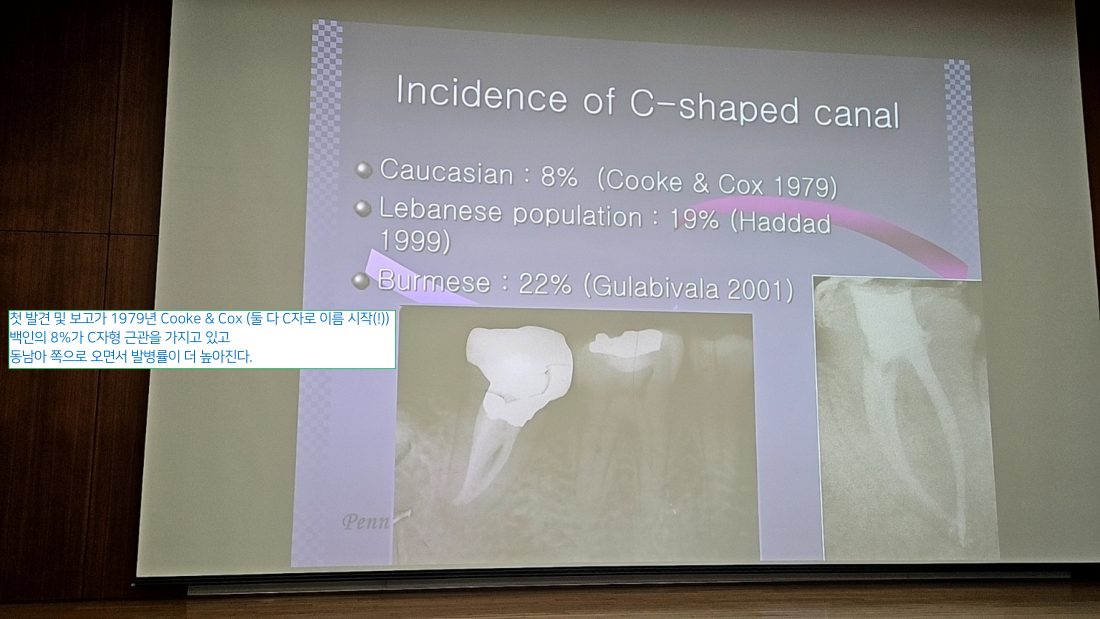 Incidence of C-shaped canal
Caucasian : 8% (Cooke & Cox 1979)
Lebanese population : 19% (Haddad
1999)
Burmese : 22% (Gulabivala 2001)
첫 발견 및 보고가 1979년 Cooke & Cox (둘 다 C자로 이름 시작(!))
백인의 8%가 C자형 근관을 가지고 있고
동남아 쪽으로 오면서 발병률이 더 높아진다.
Penn